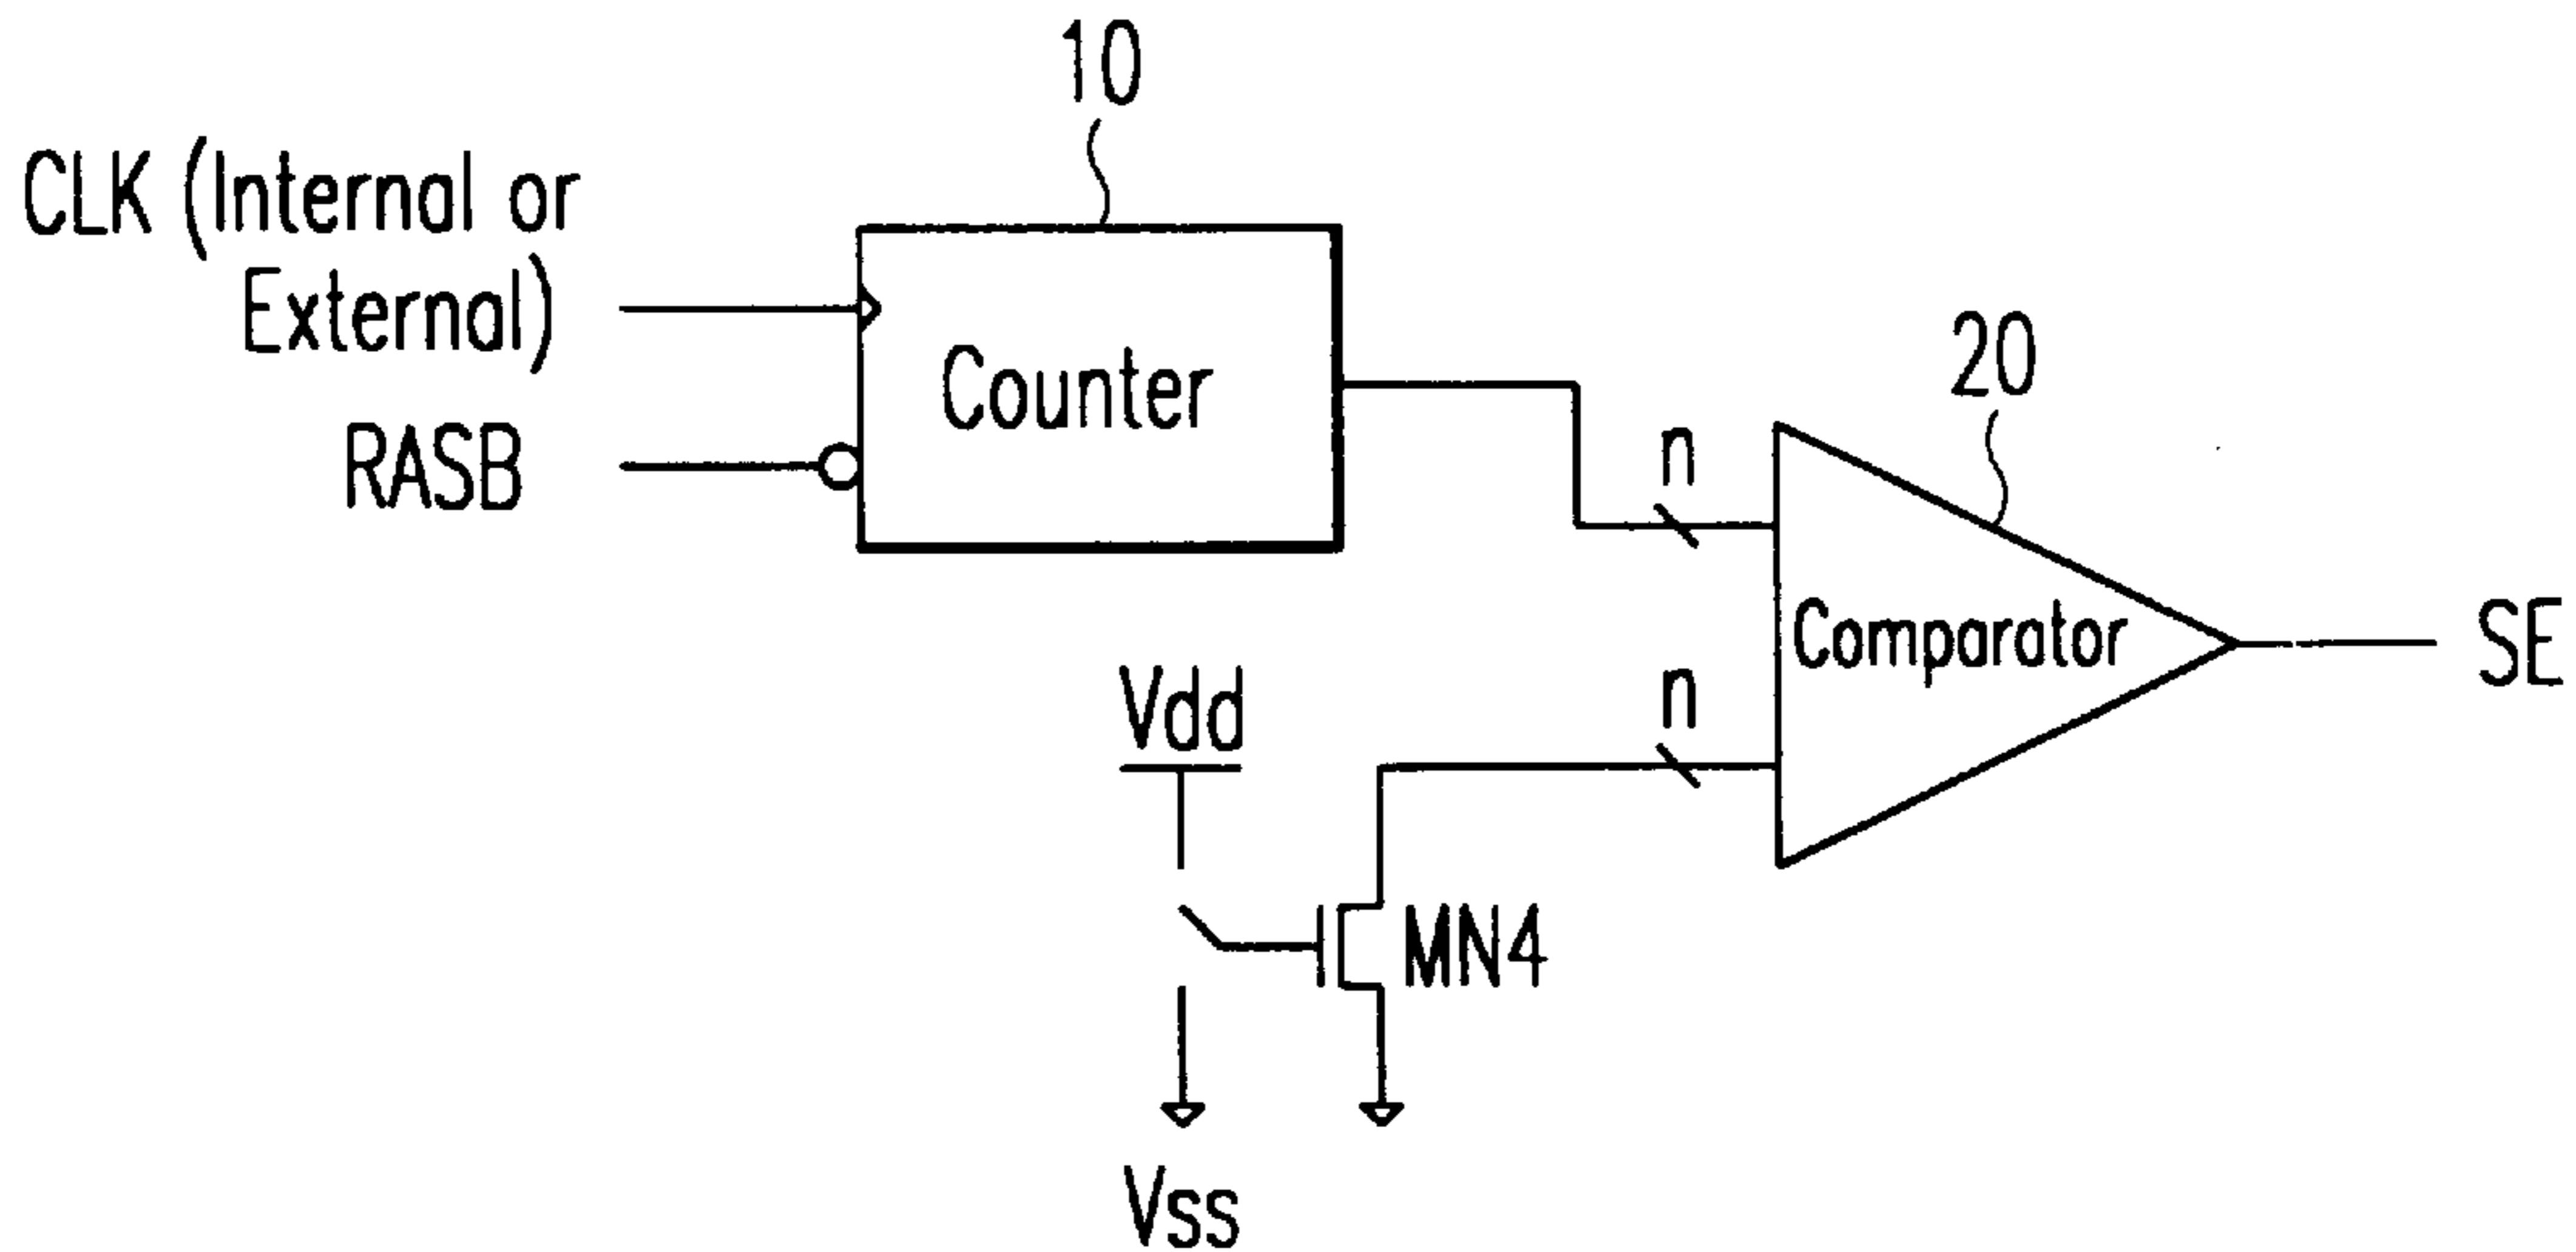 10
CLK (Internal or
External)
Counter
RASB
20
n
Comparator
SE
n
Vdd
MN4
Vss